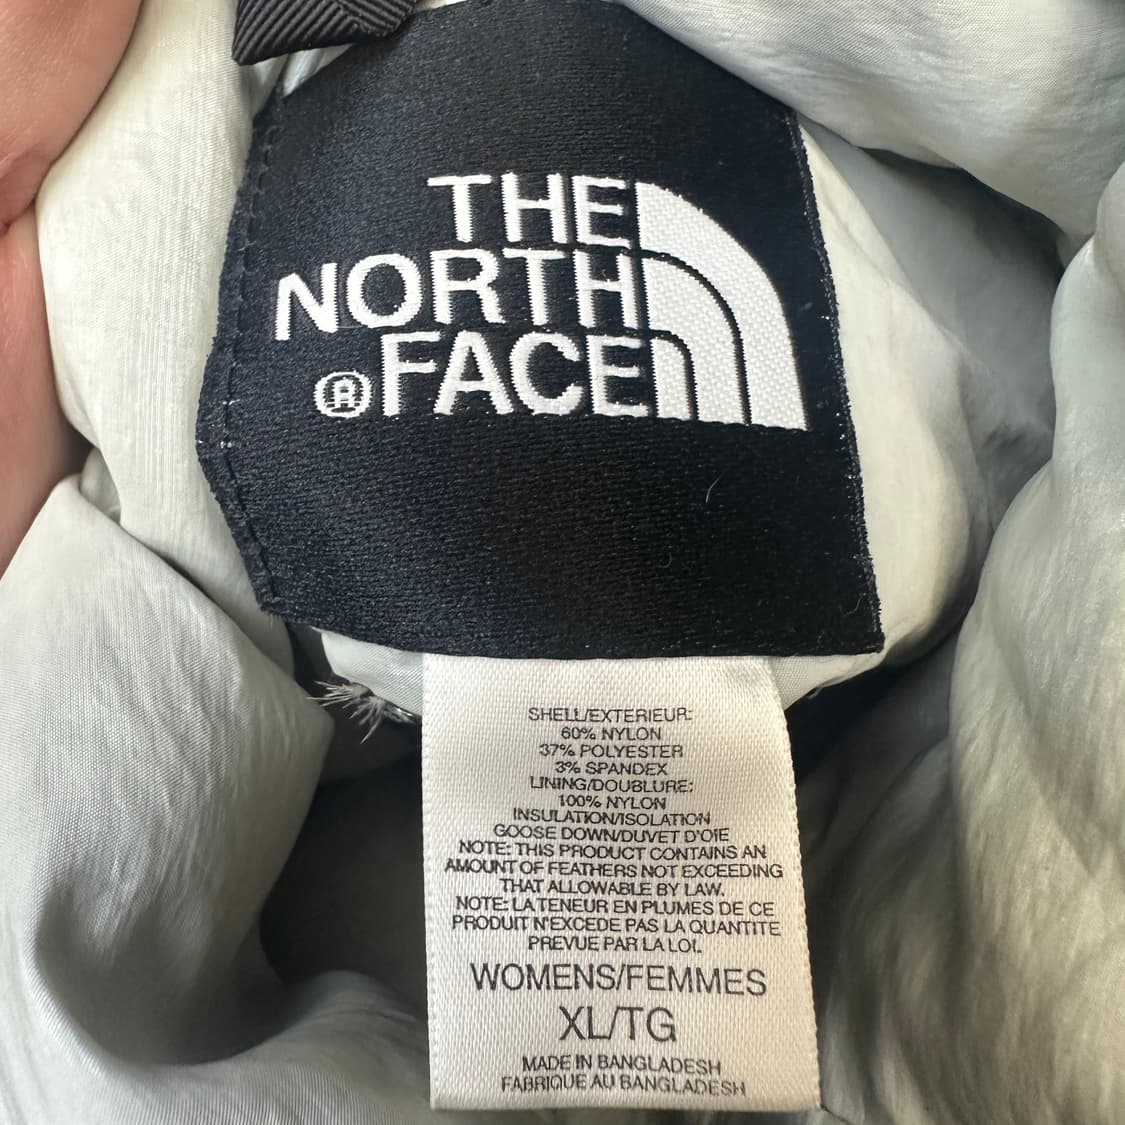 THE
NORTH
®FACE
SHELL/EXTERIEUR:
60% NYLON
37% POLYESTER
3% SPANDEX
LINING/DOUBLURE:
100% NYLON
INSULATION/ISOLATION
GOOSE DOWN/DUVET D'OIE
NOTE: THIS PRODUCT CONTAINS AN
AMOUNT OF FEATHERS NOT EXCEEDING
THAT ALLOWABLE BY LAW.
NOTE: LA TENEUR EN PLUMES DE CE
PRODUIT N'EXCEDE PAS LA QUANTITE
PREVUE PAR LA LOI.
WOMENS/FEMMES
XL/TG
MADE IN BANGLADESH
FABRIQUE AU BANGLADESH